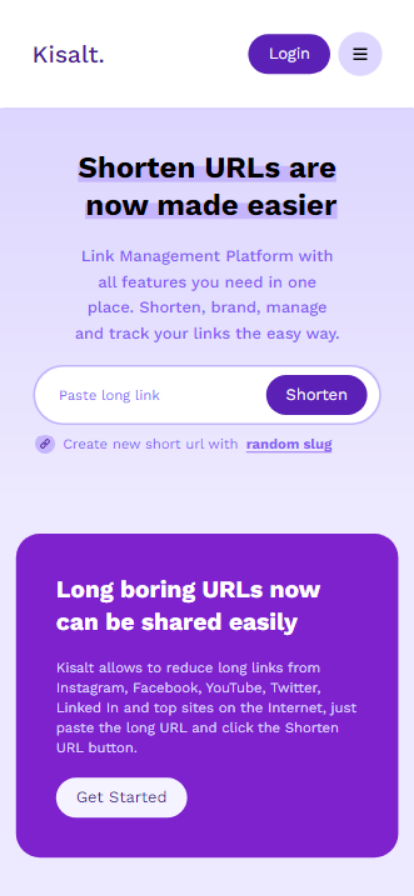 Kisalt.
Login
Shorten URLs are
now made easier
Link Management Platform with
all features you need in one
place. Shorten, brand, manage
and track your links the easy way.
Paste long link
Shorten
Create new short url with random slug
Long boring URLs now
can be shared easily
Kisalt allows to reduce long links from
Instagram, Facebook, YouTube, Twitter,
Linked In and top sites on the Internet, just
paste the long URL and click the Shorten
URL button.
Get Started